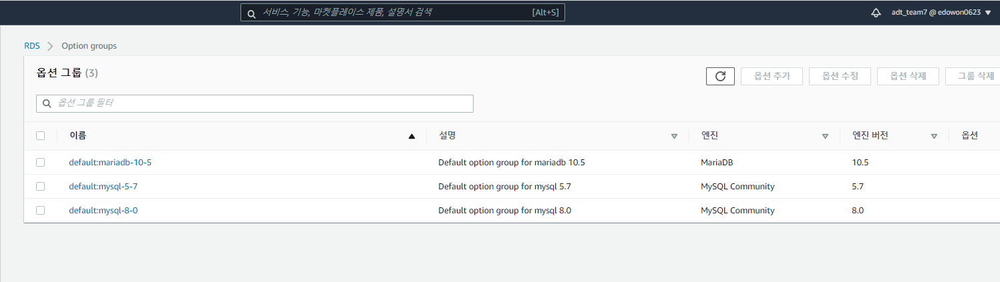 서비스, 기능, 마켓플레이스 제품, 설명서 검색 [Alt+S] adt_team7 @ edowon0623
RDS Option groups
옵션 그룹 (3)
옵션 추가 옵션 수정 옵션 삭제 그룹 삭제
옵션 그룹 필터
이름 설명 엔진 엔진 버전 옵션
default:mariadb-10-5 Default option group for mariadb 10.5 MariaDB 10.5
default:mysql-5-7 Default option group for mysql 5.7 MySQL Community 5.7
default:mysql-8-0 Default option group for mysql 8.0 MySQL Community 8.0